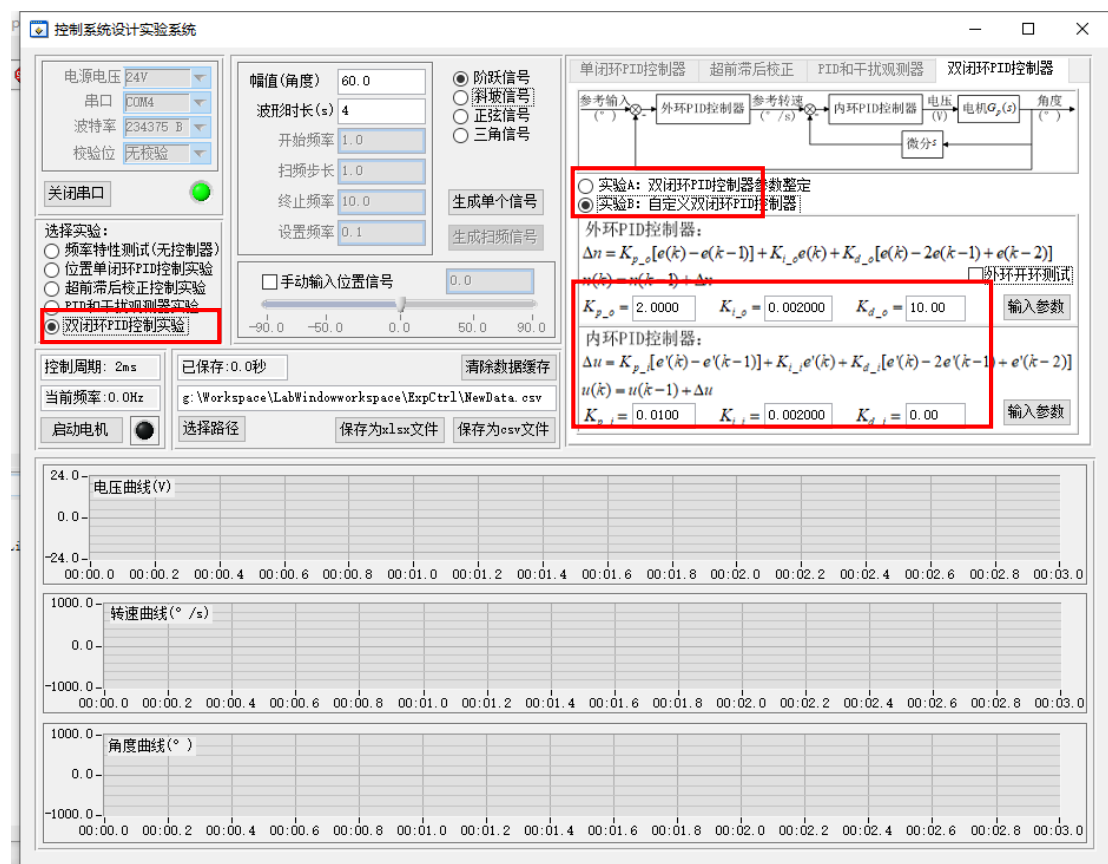 控制系统设计实验系统
电源电压 24V
串口 COM4
波特率 234375 B
校验位 无校验
关闭串口
选择实验:
频率特性测试(无控制器)
位置单闭环PID控制实验
超前滞后校正控制实验
PID和干扰观测器实验
双闭环PID控制实验
幅值(角度) 60.0
波形时长(s) 4
开始频率 1.0
扫频步长 1.0
终止频率 10.0
设置频率 0.1
阶跃信号
斜坡信号
正弦信号
三角信号
生成单个信号
生成扫频信号
手动输入位置信号 0.0
-90.0 -50.0 0.0 50.0 90.0
控制周期: 2ms
当前频率:0.0Hz
启动电机
已保存:0.0秒
清除数据缓存
g:\Workspace\LabWindowworkspace\ExpCtrl\NewData.csv
选择路径
保存为xlsx文件
保存为csv文件
单闭环PID控制器 超前滞后校正 PID和干扰观测器 双闭环PID控制器
参考输入 (°) 外环PID控制器 参考转速 (°/s) 内环PID控制器 电压 (V) 电机Gp(s) 角度 (°)
微分s
实验A: 双闭环PID控制器参数整定
实验B: 自定义双闭环PID控制器
外环PID控制器:
Δn = K_p_o[e(k)-e(k-1)]+K_i_o e(k)+K_d_o[e(k)-2e(k-1)+e(k-2)]
n(k) = n(k-1)+Δn
外环开环测试
K_p_o = 2.0000 K_i_o = 0.002000 K_d_o = 10.00 输入参数
内环PID控制器:
Δu = K_p_i[e'(k)-e'(k-1)]+K_i_i e'(k)+K_d_i[e'(k)-2e'(k-1)+e'(k-2)]
u(k) = u(k-1)+Δu
K_p_i = 0.0100 K_i_i = 0.002000 K_d_i = 0.00 输入参数
24.0
电压曲线(V)
0.0
-24.0
00:00.0 00:00.2 00:00.4 00:00.6 00:00.8 00:01.0 00:01.2 00:01.4 00:01.6 00:01.8 00:02.0 00:02.2 00:02.4 00:02.6 00:02.8 00:03.0
1000.0
转速曲线(° /s)
0.0
-1000.0
00:00.0 00:00.2 00:00.4 00:00.6 00:00.8 00:01.0 00:01.2 00:01.4 00:01.6 00:01.8 00:02.0 00:02.2 00:02.4 00:02.6 00:02.8 00:03.0
1000.0
角度曲线(° )
0.0
-1000.0
00:00.0 00:00.2 00:00.4 00:00.6 00:00.8 00:01.0 00:01.2 00:01.4 00:01.6 00:01.8 00:02.0 00:02.2 00:02.4 00:02.6 00:02.8 00:03.0